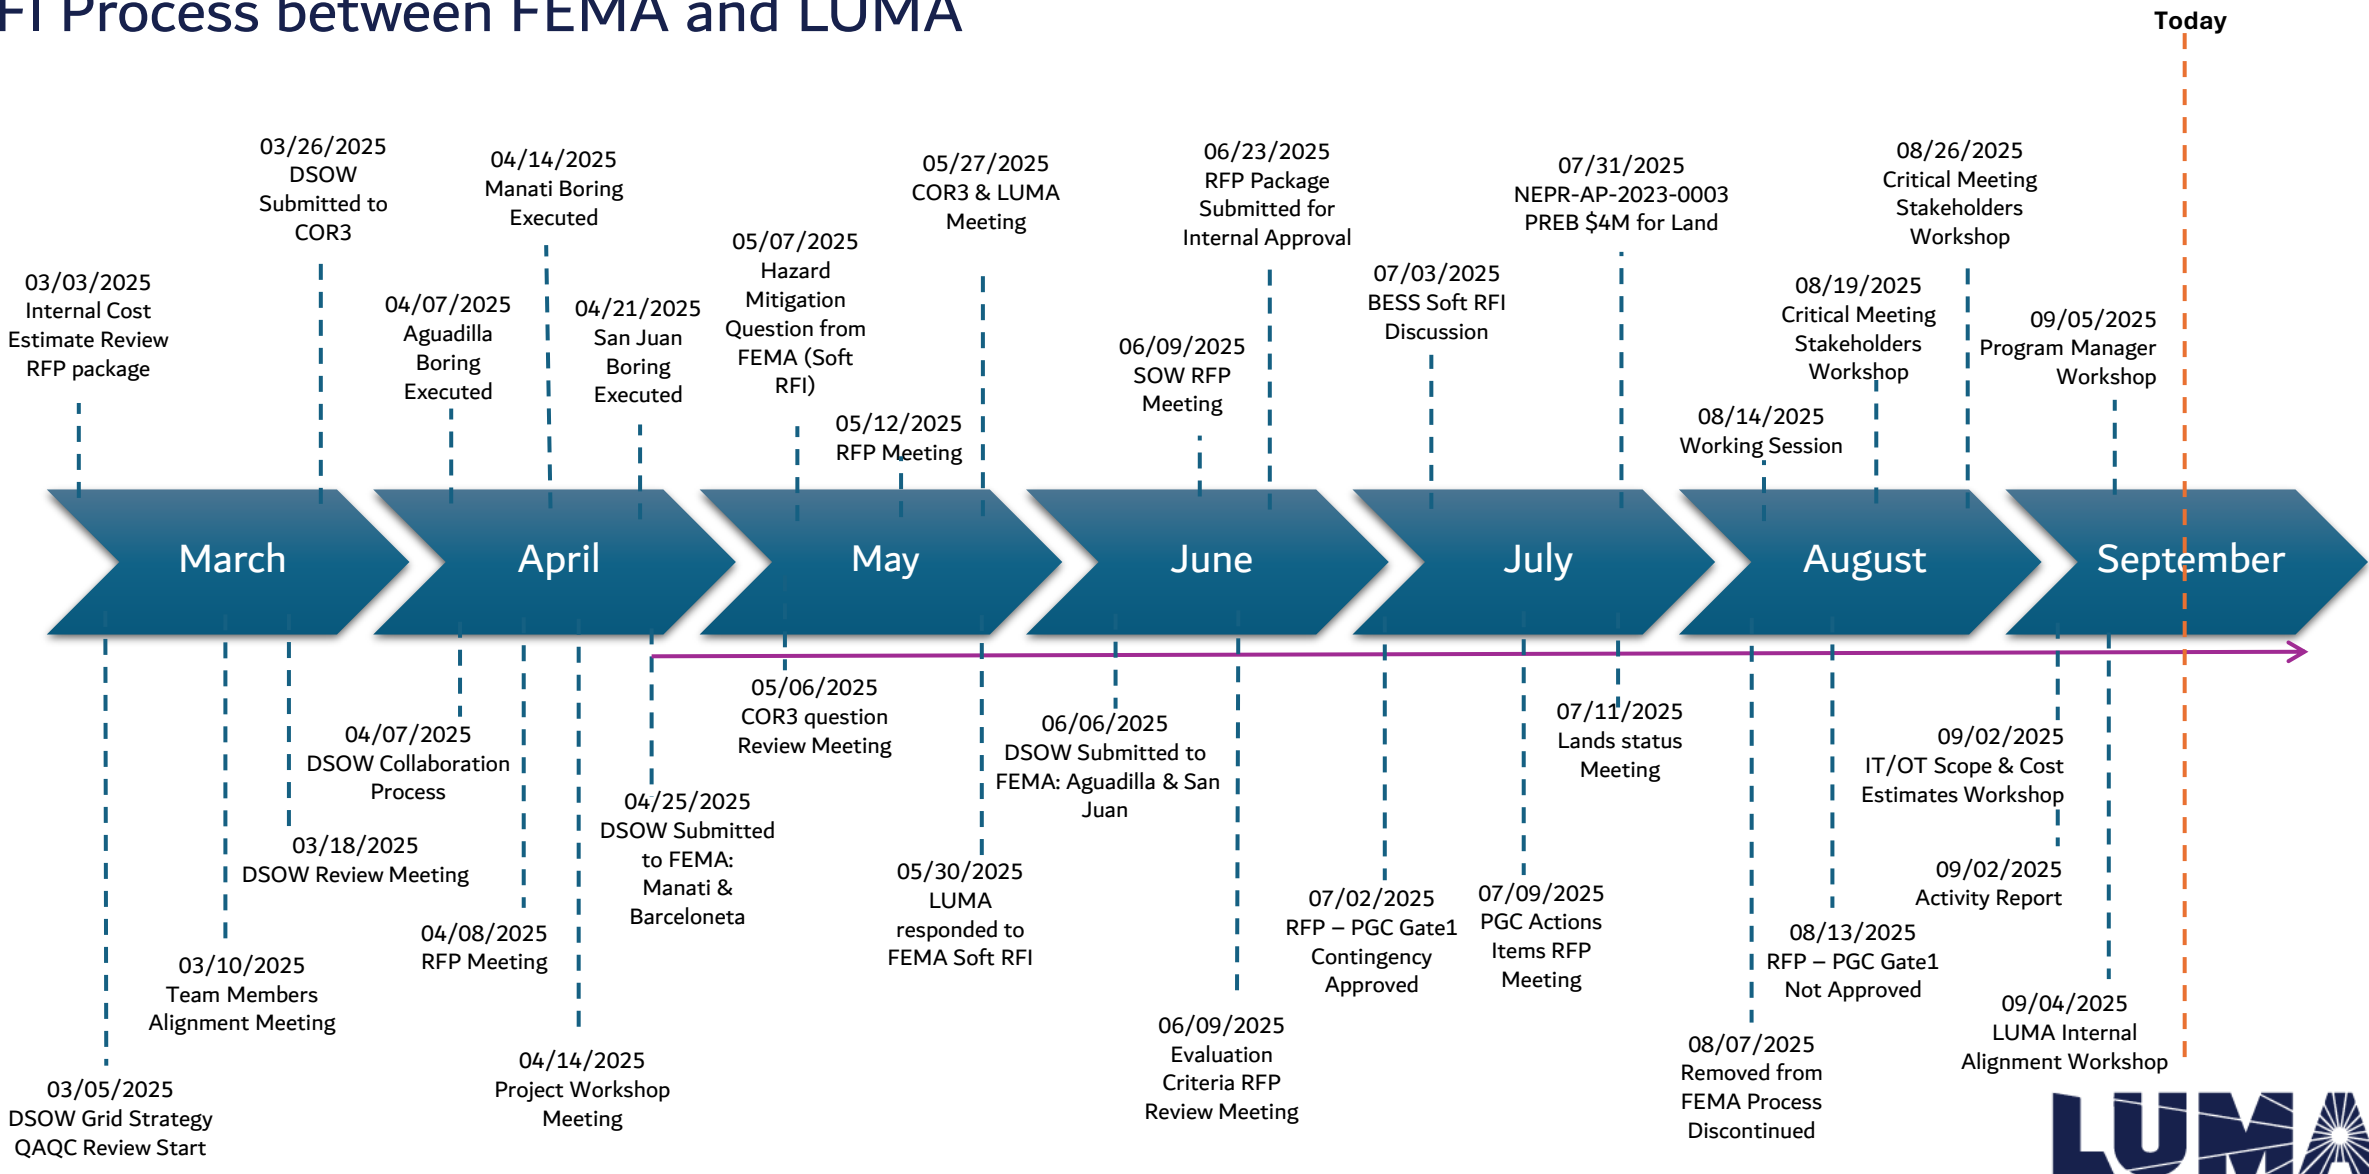 FI Process between FEMA and LUMA
Today
03/03/2025
Internal Cost
Estimate Review
RFP package
03/26/2025
DSOW
Submitted to
COR3
04/07/2025
Aguadilla
Boring
Executed
04/14/2025
Manati Boring
Executed
04/21/2025
San Juan
Boring
Executed
05/07/2025
Hazard
Mitigation
Question from
FEMA (Soft
RFI)
05/12/2025
RFP Meeting
05/27/2025
COR3 & LUMA
Meeting
06/09/2025
SOW RFP
Meeting
06/23/2025
RFP Package
Submitted for
Internal Approval
07/03/2025
BESS Soft RFI
Discussion
07/31/2025
NEPR-AP-2023-0003
PREB $4M for Land
08/14/2025
Working Session
08/19/2025
Critical Meeting
Stakeholders
Workshop
08/26/2025
Critical Meeting
Stakeholders
Workshop
09/05/2025
Program Manager
Workshop
March
April
May
June
July
August
September
03/05/2025
DSOW Grid Strategy
QAQC Review Start
03/10/2025
Team Members
Alignment Meeting
03/18/2025
DSOW Review Meeting
04/07/2025
DSOW Collaboration
Process
04/08/2025
RFP Meeting
04/14/2025
Project Workshop
Meeting
04/25/2025
DSOW Submitted
to FEMA:
Manati &
Barceloneta
05/06/2025
COR3 question
Review Meeting
05/30/2025
LUMA
responded to
FEMA Soft RFI
06/06/2025
DSOW Submitted to
FEMA: Aguadilla & San
Juan
06/09/2025
Evaluation
Criteria RFP
Review Meeting
07/02/2025
RFP – PGC Gate1
Contingency
Approved
07/09/2025
PGC Actions
Items RFP
Meeting
07/11/2025
Lands status
Meeting
08/07/2025
Removed from
FEMA Process
Discontinued
08/13/2025
RFP – PGC Gate1
Not Approved
09/02/2025
IT/OT Scope & Cost
Estimates Workshop
09/02/2025
Activity Report
09/04/2025
LUMA Internal
Alignment Workshop
LUMA